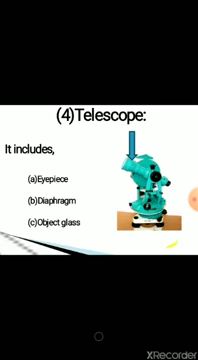 (4)Telescope:
It includes,
(a)Eyepiece
(b)Diaphragm
(c)Object glass
XRecorder